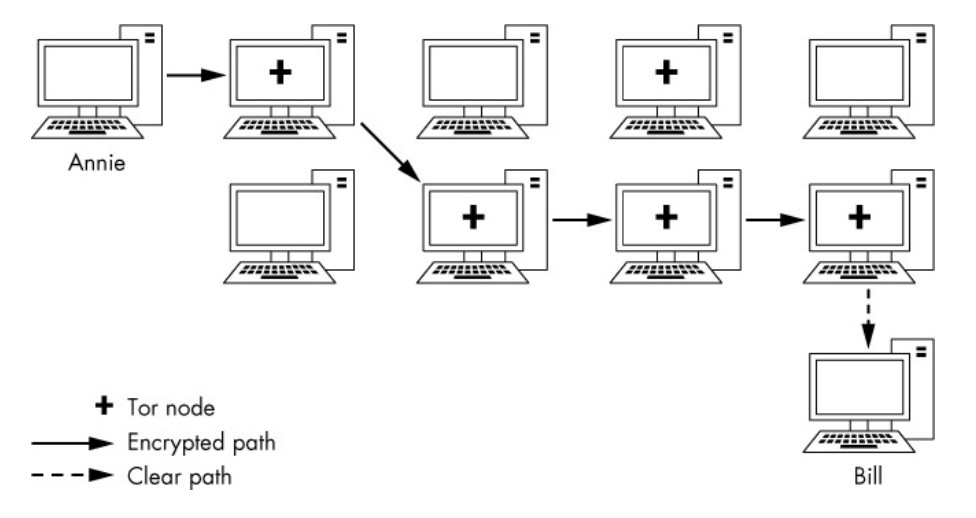 Annie
Tor node
Encrypted path
Clear path
Bill